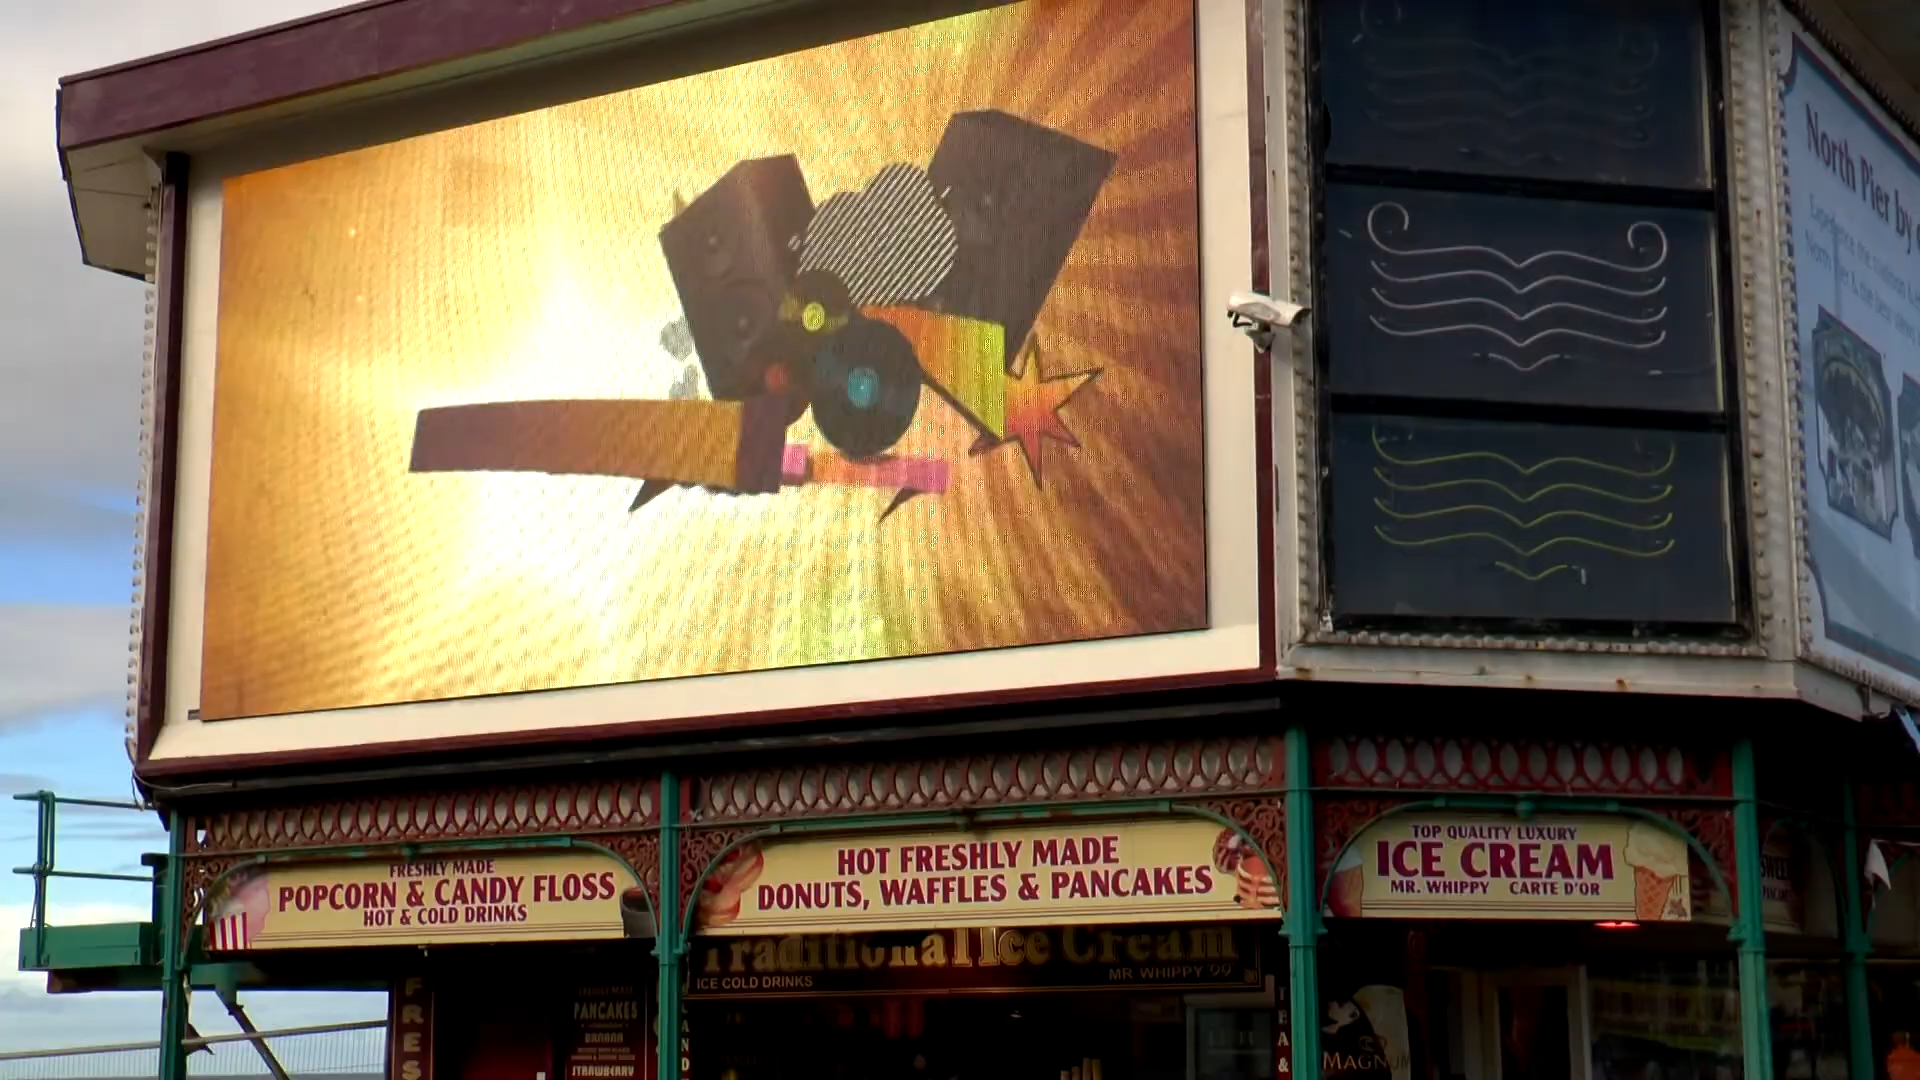 North Pier by
FRESHLY MADE
POPCORN & CANDY FLOSS
HOT & COLD DRINKS
HOT FRESHLY MADE
DONUTS, WAFFLES & PANCAKES
TOP QUALITY LUXURY
ICE CREAM
MR. WHIPPY CARTE D'OR
Traditional Ice Cream
ICE COLD DRINKS
MR WHIPPY 99
FRES
PANCAKES
BANANA
STRAWBERRY
MAGNUM